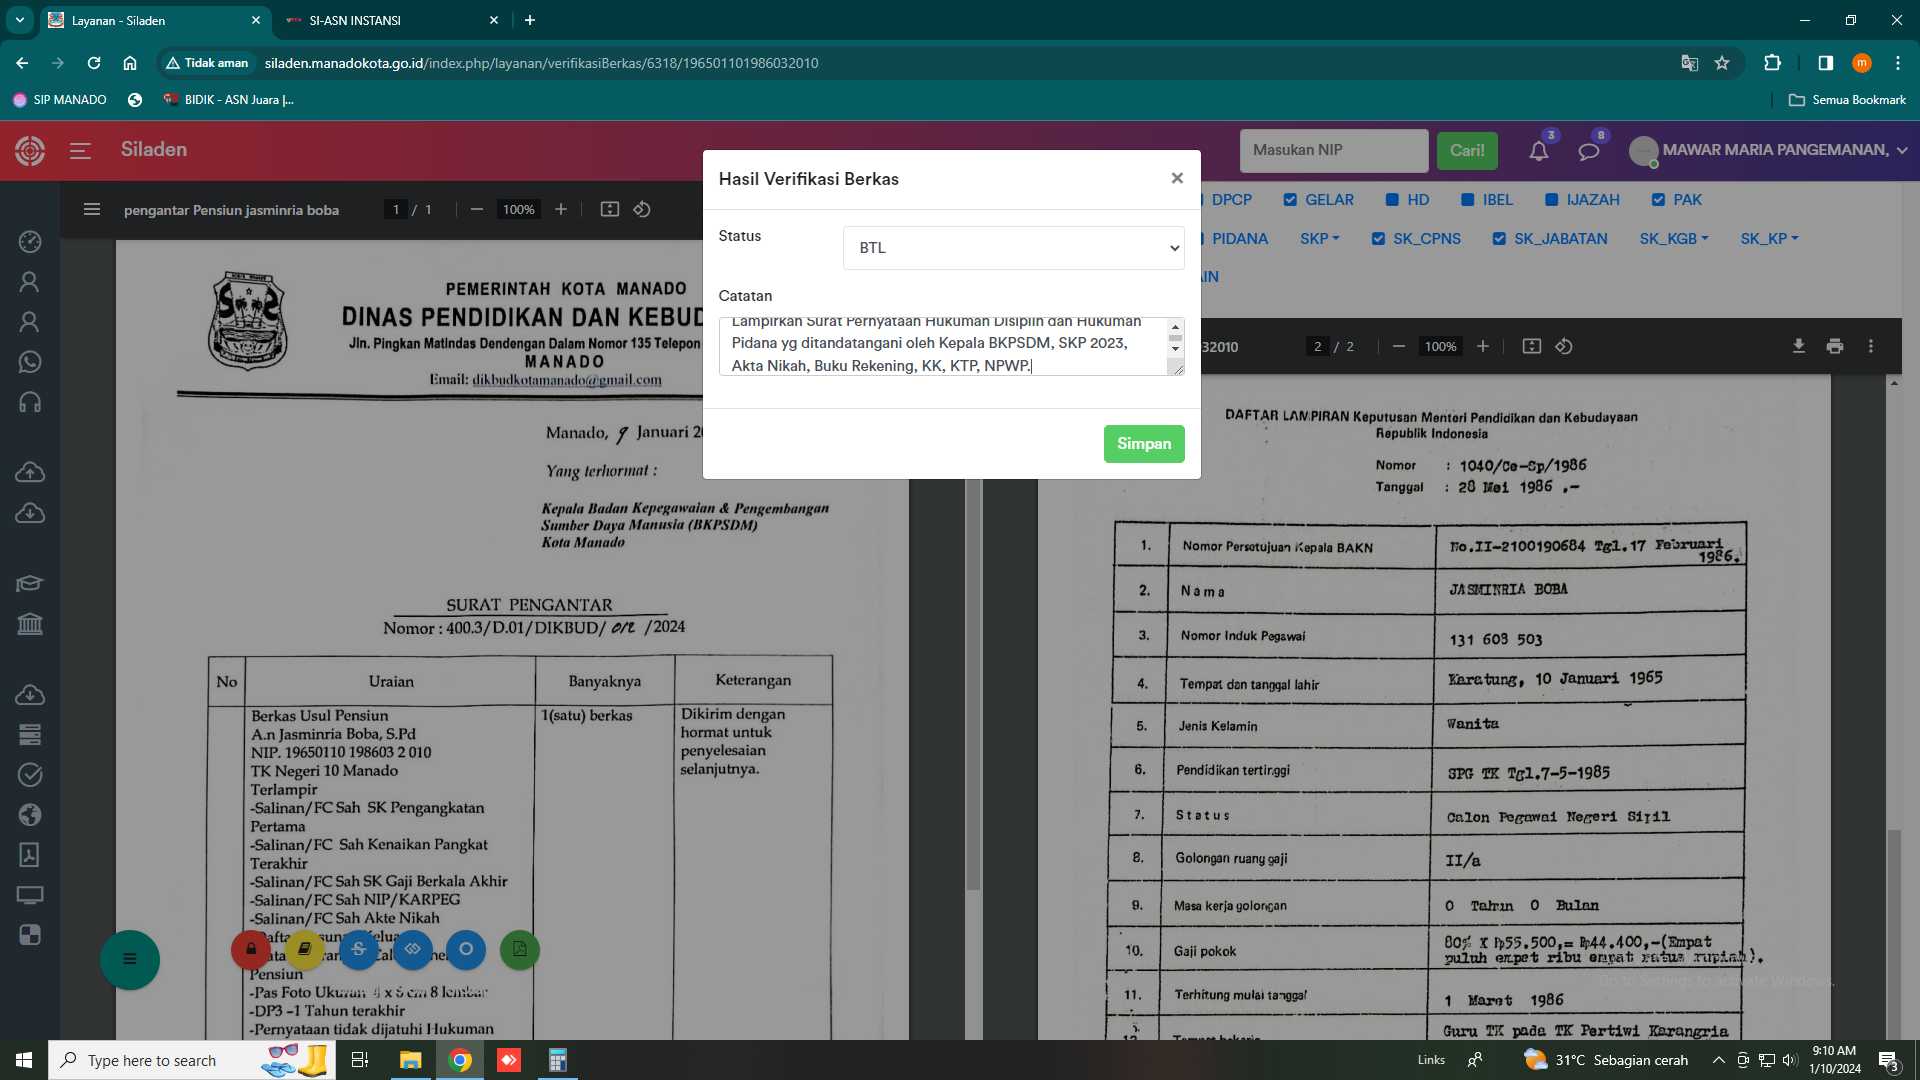 Layanan - Siladen
SI-ASN INSTANSI
Tidak aman
siladen.manadokota.go.id/index.php/layanan/verifikasiBerkas/6318/196501101986032010
m
SIP MANADO
BIDIK - ASN Juara |...
Semua Bookmark
Siladen
Masukan NIP
Cari!
3
8
MAWAR MARIA PANGEMANAN,
pengantar Pensiun jasminria boba
1 / 1
100%
DPCP
GELAR
HD
IBEL
IJAZAH
PAK
PIDANA
SKP
SK_CPNS
SK_JABATAN
SK_KGB
SK_KP
Hasil Verifikasi Berkas
×
Status
BTL
Catatan
Lampirkan Surat Pernyataan Hukuman Disiplin dan Hukuman
Pidana yg ditandatangani oleh Kepala BKPSDM, SKP 2023,
Akta Nikah, Buku Rekening, KK, KTP, NPWP.
Simpan
PEMERINTAH KOTA MANADO
DINAS PENDIDIKAN DAN KEBUD
Jln. Pingkan Matindas Dendengan Dalam Nomor 135 Telepon
MANADO
Email: dikbudkotamanado@gmail.com
Manado, 9 Januari 20
Yang terhormat :
Kepala Badan Kepegawaian & Pengembangan
Sumber Daya Manusia (BKPSDM)
Kota Manado
SURAT PENGANTAR
Nomor : 400.3/D.01/DIKBUD/ 012 /2024
No
Uraian
Banyaknya
Keterangan
Berkas Usul Pensiun
A.n Jasminria Boba, S.Pd
NIP. 19650110 198603 2 010
TK Negeri 10 Manado
Terlampir
-Salinan/FC Sah SK Pengangkatan
Pertama
-Salinan/FC Sah Kenaikan Pangkat
Terakhir
-Salinan/FC Sah SK Gaji Berkala Akhir
-Salinan/FC Sah NIP/KARPEG
-Salinan/FC Sah Akte Nikah
Pensiun
-Pas Foto Ukuran 4 x 6 cm 8 lembar
-DP3 -1 Tahun terakhir
-Pernyataan tidak dijatuhi Hukuman
1(satu) berkas
Dikirim dengan
hormat untuk
penyelesaian
selanjutnya.
32010
2 / 2
100%
DAFTAR LAMPIRAN Keputusan Menteri Pendidikan dan Kebudayaan
Republik Indonesia
Nomor : 1040/Ce-Sp/1986
Tanggal : 28 Mei 1986 .-
1. Nomor Persetujuan Kepala BAKN No.II-2100190684 Tgl.17 Februari
1986.
2. Nama JASMINRIA BOBA
3. Nomor Induk Pegawai 131 603 503
4. Tempat dan tanggal lahir Karatung, 10 Januari 1965
5. Jenis Kelamin Wanita
6. Pendidikan tertinggi SPG TK Tgl.7-5-1985
7. Status Calon Pegawai Negeri Sipil
8. Golongan ruang gaji II/a
9. Masa kerja golongan 0 Tahun 0 Bulan
10. Gaji pokok 80% X Rp55.500,= Rp44.400,-(Empat
puluh empat ribu empat ratus rupiah).
11. Terhitung mulai tanggal 1 Maret 1986
Guru TK pada TK Pertiwi Karangria
Go to Settings to activate Windows.
Type here to search
Links
31°C Sebagian cerah
9:10 AM
1/10/2024
3